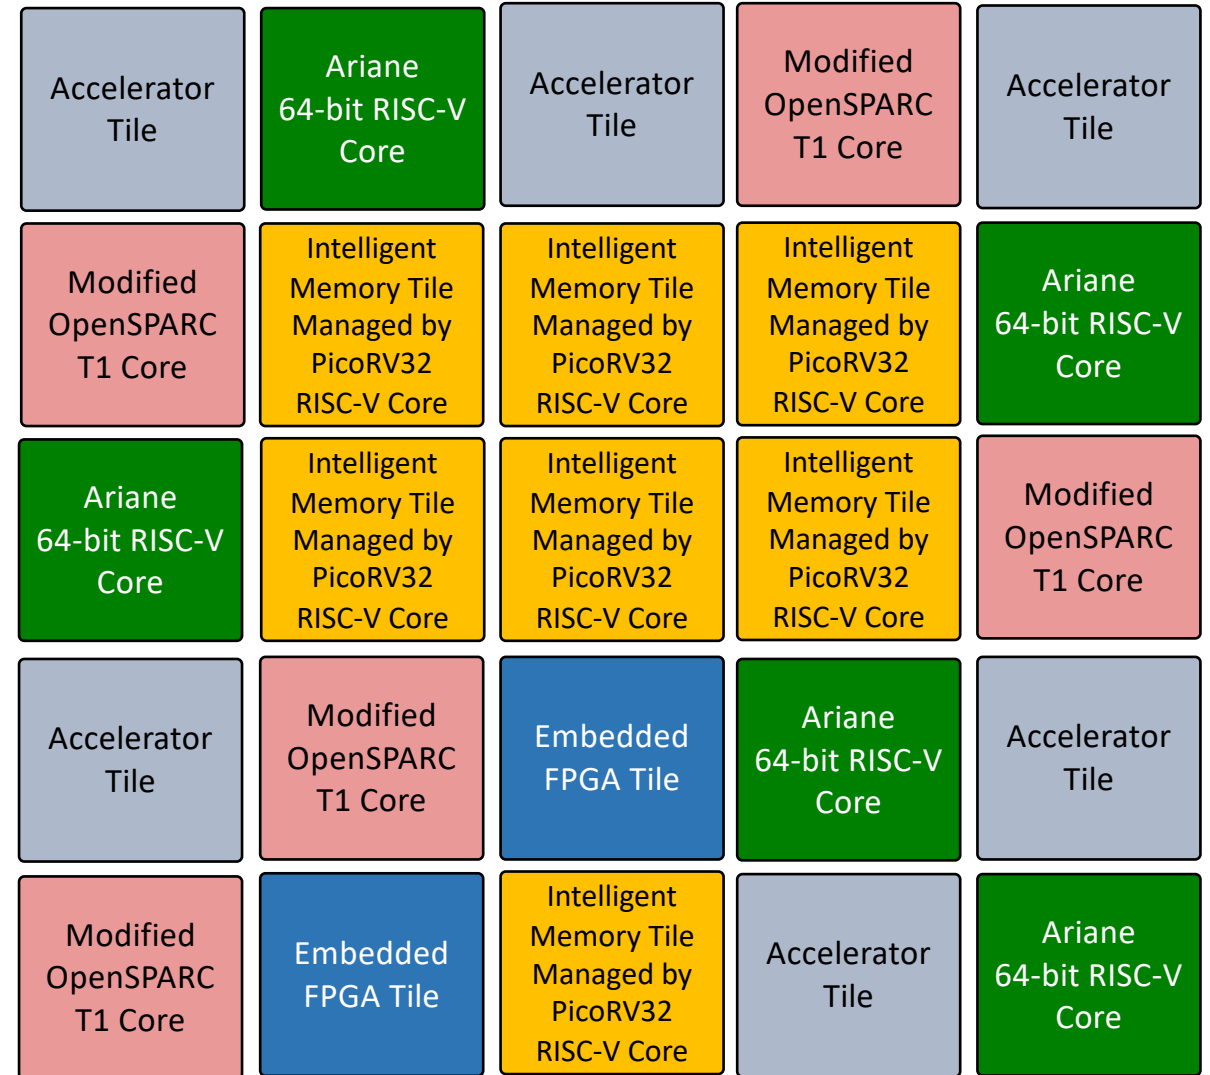 Accelerator
Tile
Ariane
64-bit RISC-V
Core
Accelerator
Tile
Modified
OpenSPARC
T1 Core
Accelerator
Tile
Modified
OpenSPARC
T1 Core
Intelligent
Memory Tile
Managed by
PicoRV32
RISC-V Core
Intelligent
Memory Tile
Managed by
PicoRV32
RISC-V Core
Intelligent
Memory Tile
Managed by
PicoRV32
RISC-V Core
Ariane
64-bit RISC-V
Core
Ariane
64-bit RISC-V
Core
Intelligent
Memory Tile
Managed by
PicoRV32
RISC-V Core
Intelligent
Memory Tile
Managed by
PicoRV32
RISC-V Core
Intelligent
Memory Tile
Managed by
PicoRV32
RISC-V Core
Modified
OpenSPARC
T1 Core
Accelerator
Tile
Modified
OpenSPARC
T1 Core
Embedded
FPGA Tile
Ariane
64-bit RISC-V
Core
Accelerator
Tile
Modified
OpenSPARC
T1 Core
Embedded
FPGA Tile
Intelligent
Memory Tile
Managed by
PicoRV32
RISC-V Core
Accelerator
Tile
Ariane
64-bit RISC-V
Core